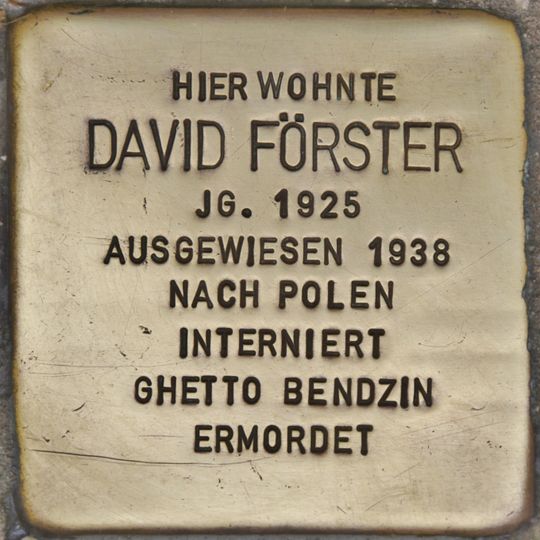 HIER WOHNTE
DAVID FÖRSTER
JG. 1925
AUSGEWIESEN 1938
NACH POLEN
INTERNIERT
GHETTO BENDZIN
ERMORDET